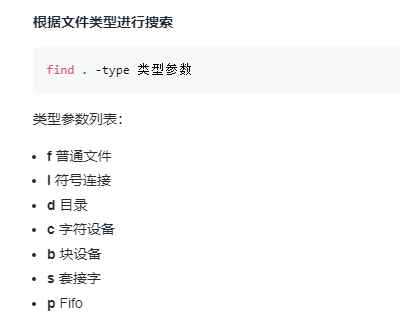 根据文件类型进行搜索
find . -type 类型参数
类型参数列表：
f 普通文件
l 符号连接
d 目录
c 字符设备
b 块设备
s 套接字
p Fifo